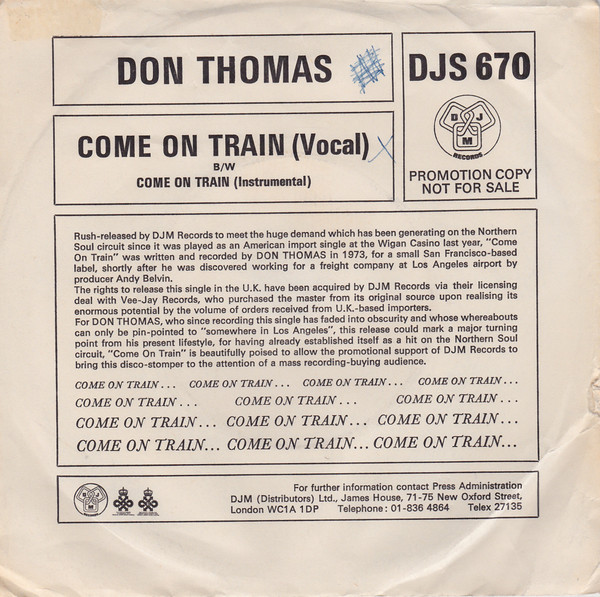 DON THOMAS
DJS 670
D J
M
RECORDS
PROMOTION COPY
NOT FOR SALE
COME ON TRAIN (Vocal)
B/W
COME ON TRAIN (Instrumental)
Rush-released by DJM Records to meet the huge demand which has been generating on the Northern
Soul circuit since it was played as an American import single at the Wigan Casino last year, "Come
On Train" was written and recorded by DON THOMAS in 1973, for a small San Francisco-based
label, shortly after he was discovered working for a freight company at Los Angeles airport by
producer Andy Belvin.
The rights to release this single in the U.K. have been acquired by DJM Records via their licensing
deal with Vee-Jay Records, who purchased the master from its original source upon realising its
enormous potential by the volume of orders received from U.K.-based importers.
For DON THOMAS, who since recording this single has faded into obscurity and whose whereabouts
can only be pin-pointed to "somewhere in Los Angeles", this release could mark a major turning
point from his present lifestyle, for having already established itself as a hit on the Northern Soul
circuit, "Come On Train" is beautifully poised to allow the promotional support of DJM Records to
bring this disco-stomper to the attention of a mass recording-buying audience.
COME ON TRAIN... COME ON TRAIN... COME ON TRAIN... COME ON TRAIN...
COME ON TRAIN... COME ON TRAIN... COME ON TRAIN...
COME ON TRAIN... COME ON TRAIN... COME ON TRAIN...
COME ON TRAIN... COME ON TRAIN... COME ON TRAIN...
D J
M
RECORDS
For further information contact Press Administration
DJM (Distributors) Ltd., James House, 71-75 New Oxford Street,
London WC1A 1DP Telephone: 01-836 4864 Telex 27135